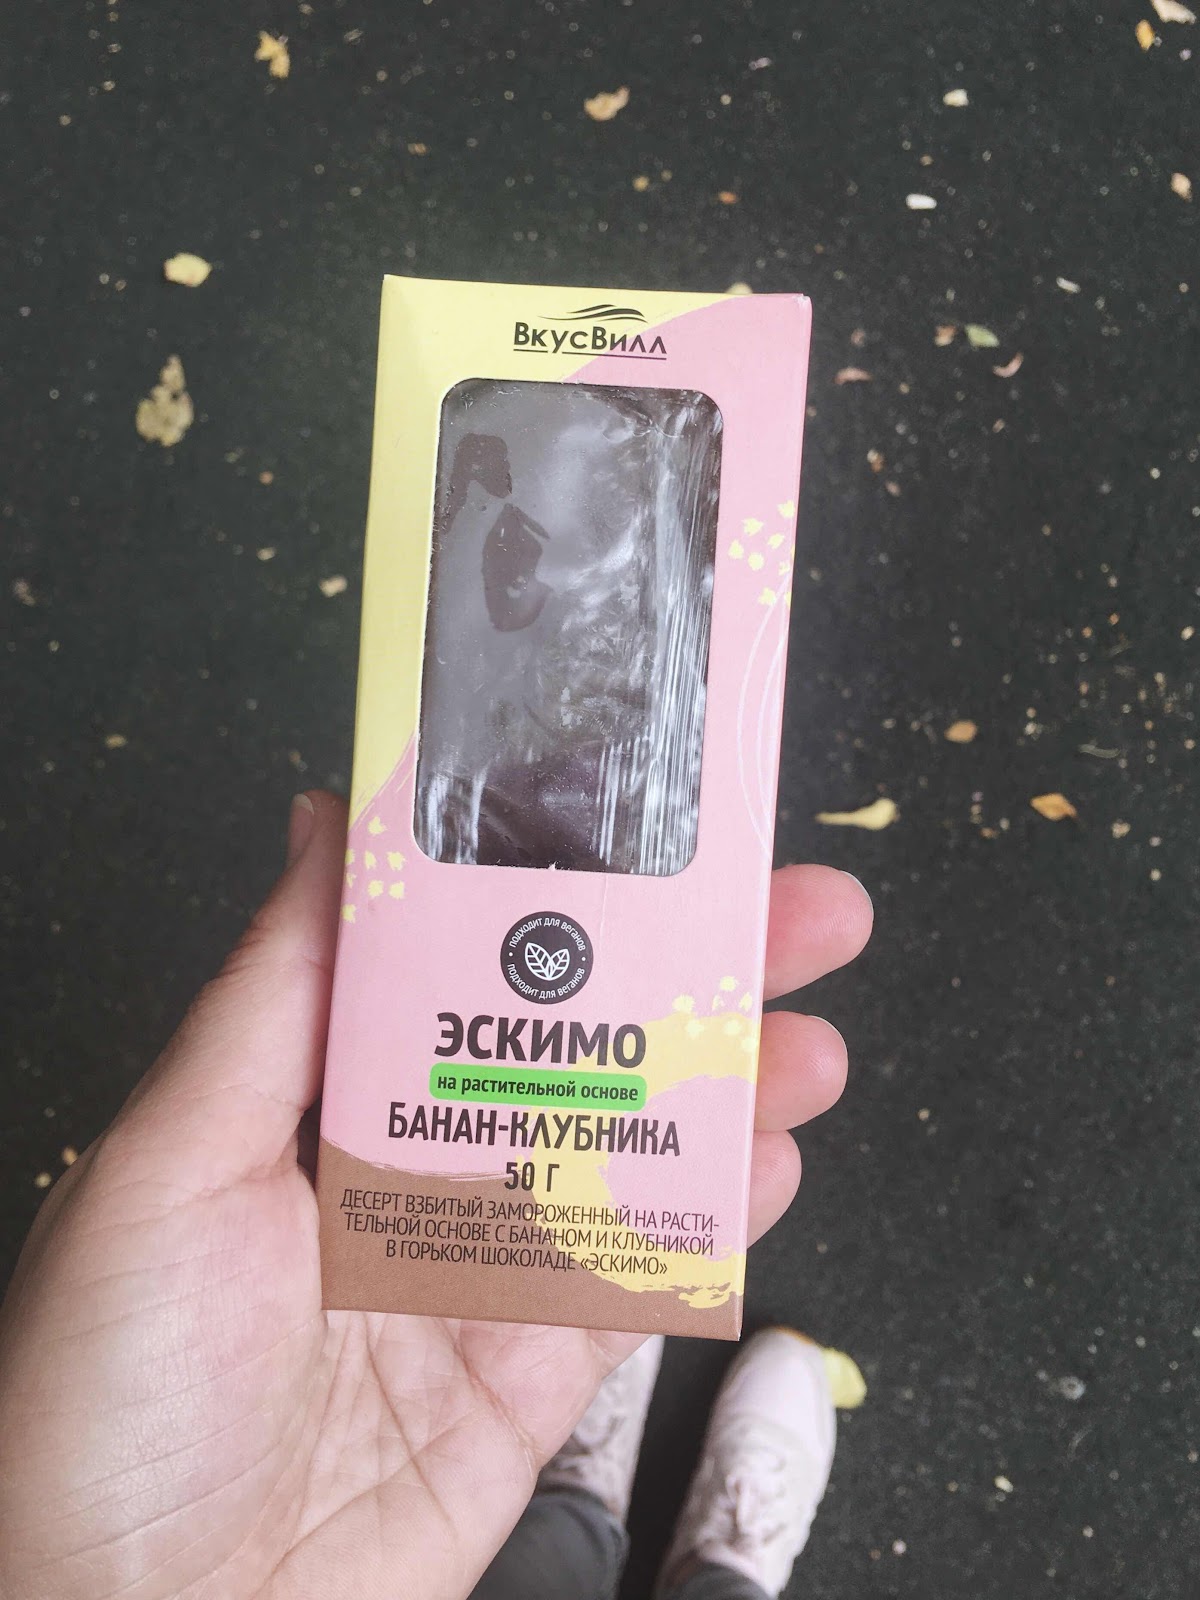 ВкусВилл
подходит для веганов
подходит для веганов
ЭСКИМО
на растительной основе
БАНАН-КЛУБНИКА
50 Г
ДЕСЕРТ ВЗБИТЫЙ ЗАМОРОЖЕННЫЙ НА РАСТИ-
ТЕЛЬНОЙ ОСНОВЕ С БАНАНОМ И КЛУБНИКОЙ
В ГОРЬКОМ ШОКОЛАДЕ «ЭСКИМО»